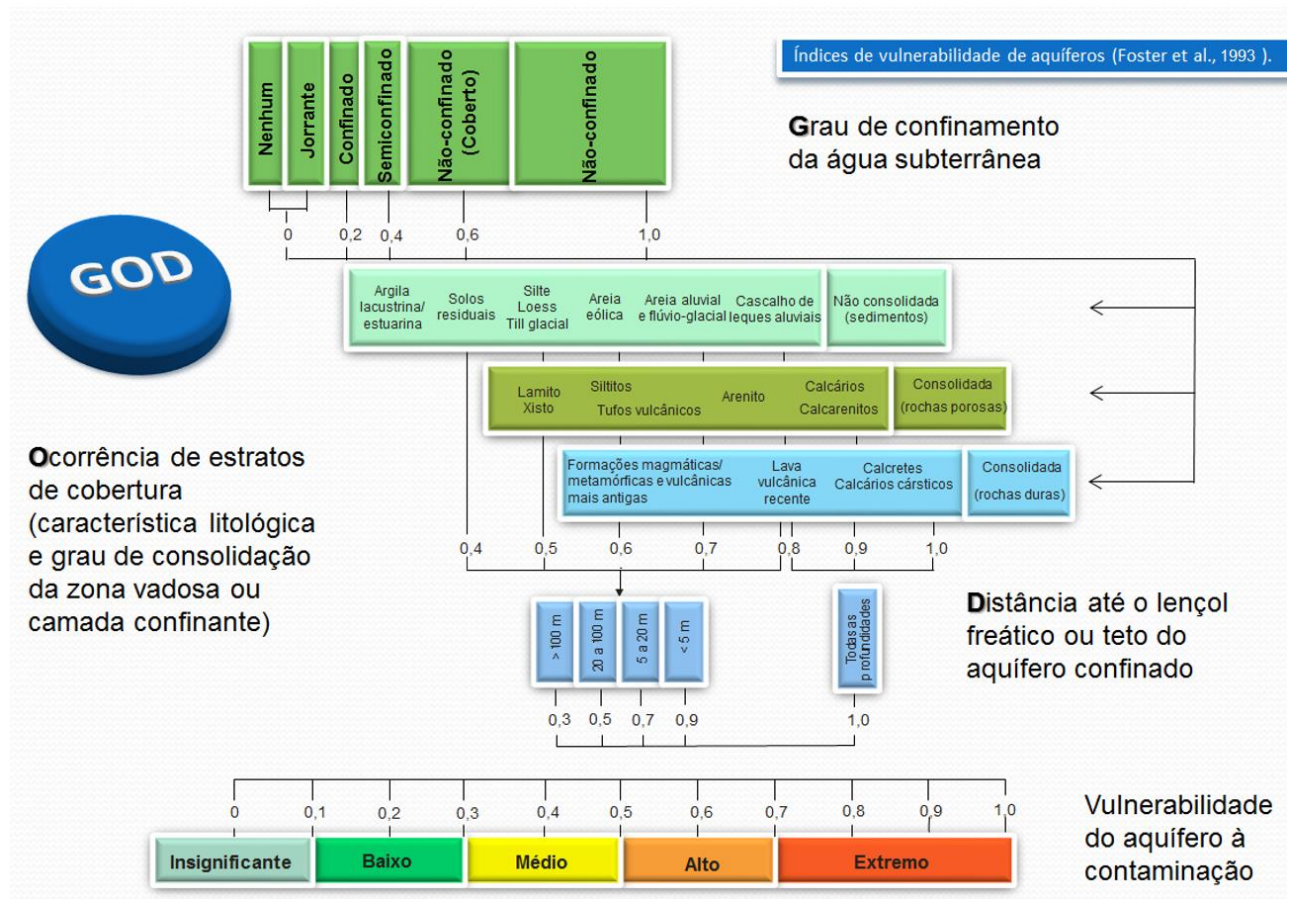 Índices de vulnerabilidade de aquíferos (Foster et al., 1993 ).
Nenhum
Jorrante
Confinado
Semiconfinado
Não-confinado
(Coberto)
Não-confinado
Grau de confinamento
da água subterrânea
0 0,2 0,4 0,6 1,0
GOD
Argila
lacustrina/
estuarina
Solos
residuais
Silte
Loess
Till glacial
Areia
eólica
Areia aluvial
e flúvio-glacial
Cascalho de
leques aluviais
Não consolidada
(sedimentos)
Lamito
Xisto
Siltitos
Tufos vulcânicos
Arenito
Calcários
Calcarenitos
Consolidada
(rochas porosas)
Formações magmáticas/
metamórficas e vulcânicas
mais antigas
Lava
vulcânica
recente
Calcretes
Calcários cársticos
Consolidada
(rochas duras)
Ocorrência de estratos
de cobertura
(característica litológica
e grau de consolidação
da zona vadosa ou
camada confinante)
0,4 0,5 0,6 0,7 0,8 0,9 1,0
> 100 m
20 a 100 m
5 a 20 m
< 5 m
Todas as
profundidades
Distância até o lençol
freático ou teto do
aquífero confinado
0,3 0,5 0,7 0,9 1,0
0 0,1 0,2 0,3 0,4 0,5 0,6 0,7 0,8 0,9 1,0
Insignificante Baixo Médio Alto Extremo
Vulnerabilidade
do aquífero à
contaminação